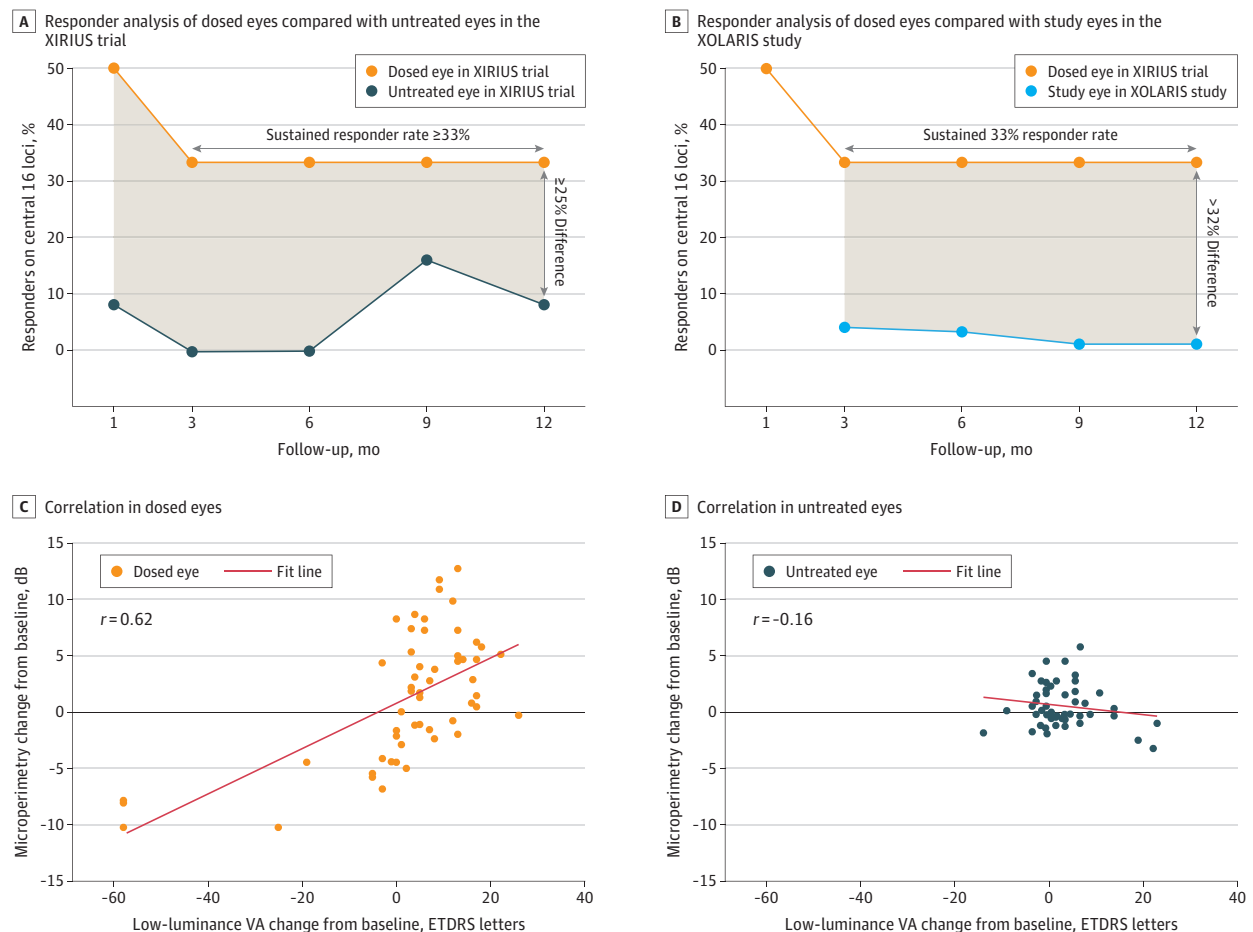 A Responder analysis of dosed eyes compared with untreated eyes in the
XIRIUS trial
Dosed eye in XIRIUS trial
Untreated eye in XIRIUS trial
Responders on central 16 loci, %
50
40
30
20
10
0
Sustained responder rate ≥33%
≥25% Difference
1 3 6 9 12
Follow-up, mo
B Responder analysis of dosed eyes compared with study eyes in the
XOLARIS study
Dosed eye in XIRIUS trial
Study eye in XOLARIS study
Responders on central 16 loci, %
50
40
30
20
10
0
Sustained 33% responder rate
>32% Difference
1 3 6 9 12
Follow-up, mo
C Correlation in dosed eyes
Dosed eye Fit line
r=0.62
Microperimetry change from baseline, dB
15
10
5
0
-5
-10
-15
-60 -40 -20 0 20 40
Low-luminance VA change from baseline, ETDRS letters
D Correlation in untreated eyes
Untreated eye Fit line
r=-0.16
Microperimetry change from baseline, dB
15
10
5
0
-5
-10
-15
-60 -40 -20 0 20 40
Low-luminance VA change from baseline, ETDRS letters